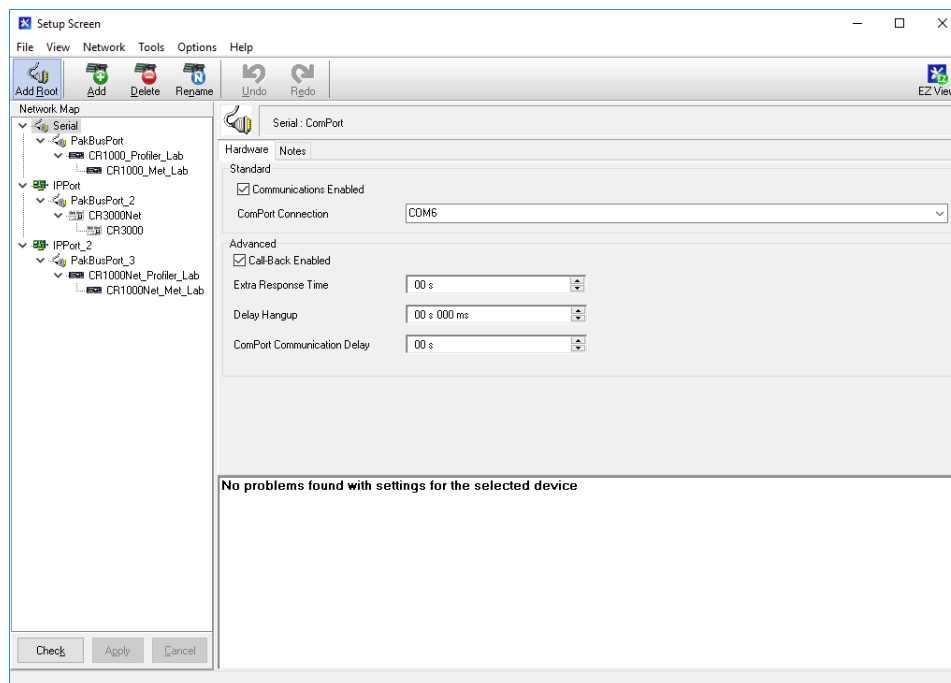 Setup Screen
File View Network Tools Options Help
Add Root Add Delete Rename Undo Redo EZ View
Network Map
Serial
PakBusPort
CR1000_Profiler_Lab
CR1000_Met_Lab
IPPort
PakBusPort_2
CR3000Net
CR3000
IPPort_2
PakBusPort_3
CR1000Net_Profiler_Lab
CR1000Net_Met_Lab
Check Apply Cancel
Serial : ComPort
Hardware Notes
Standard
Communications Enabled
ComPort Connection COM6
Advanced
Call-Back Enabled
Extra Response Time 00 s
Delay Hangup 00 s 000 ms
ComPort Communication Delay 00 s
No problems found with settings for the selected device